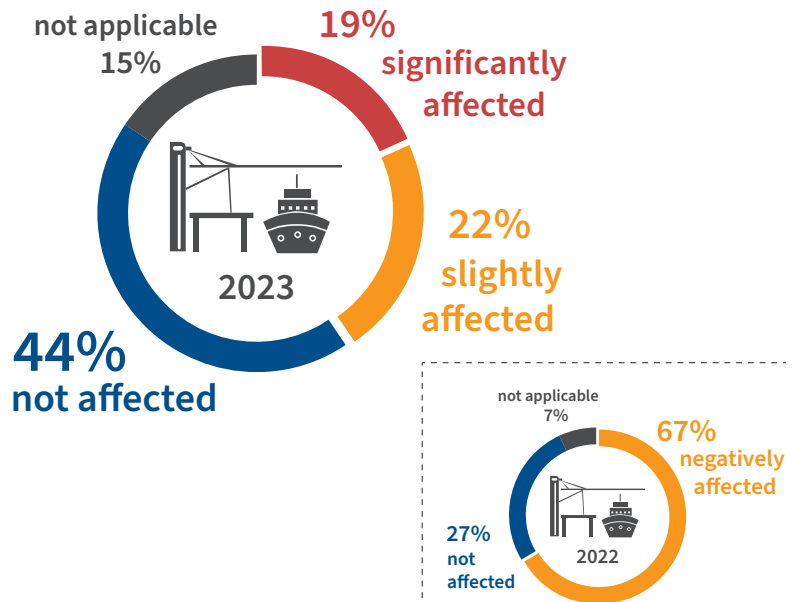 not applicable
15%
19%
significantly
affected
22%
slightly
affected
2023
44%
not affected
not applicable
7%
67%
negatively
affected
27%
not
affected
2022